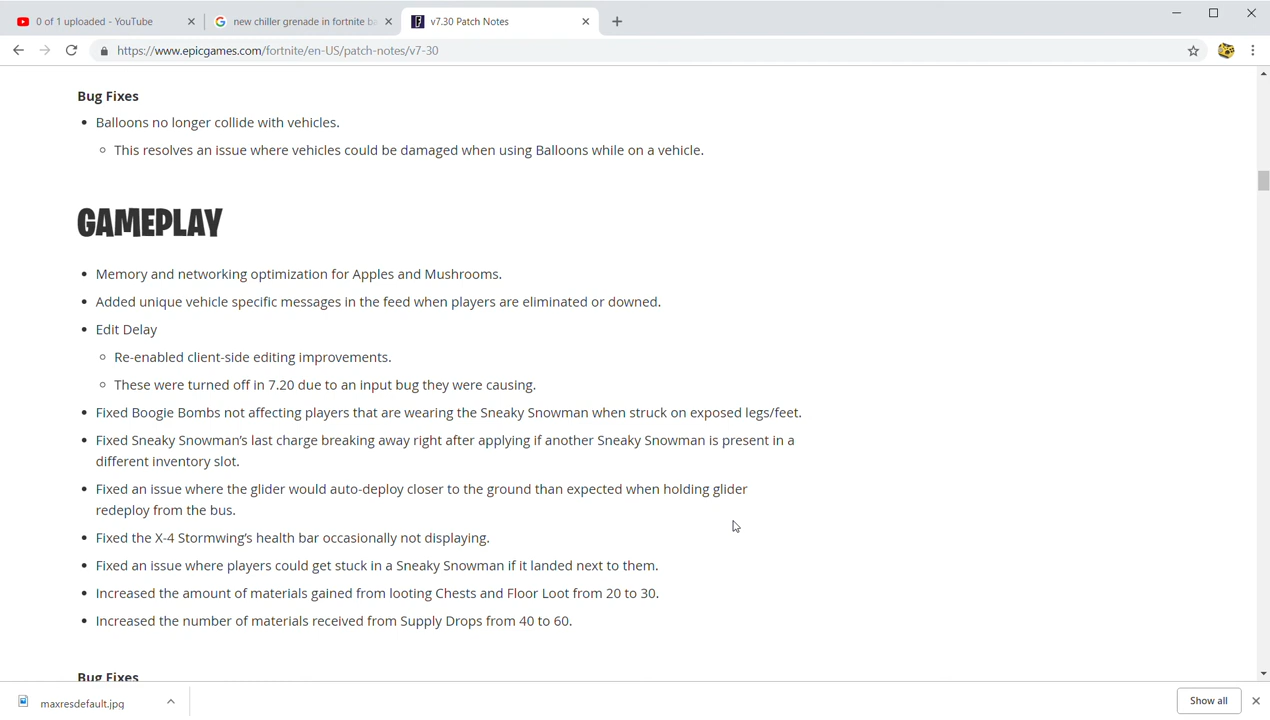 0 of 1 uploaded - YouTube
new chiller grenade in fortnite ba
v7.30 Patch Notes
https://www.epicgames.com/fortnite/en-US/patch-notes/v7-30
Bug Fixes
Balloons no longer collide with vehicles.
This resolves an issue where vehicles could be damaged when using Balloons while on a vehicle.
GAMEPLAY
Memory and networking optimization for Apples and Mushrooms.
Added unique vehicle specific messages in the feed when players are eliminated or downed.
Edit Delay
Re-enabled client-side editing improvements.
These were turned off in 7.20 due to an input bug they were causing.
Fixed Boogie Bombs not affecting players that are wearing the Sneaky Snowman when struck on exposed legs/feet.
Fixed Sneaky Snowman's last charge breaking away right after applying if another Sneaky Snowman is present in a
different inventory slot.
Fixed an issue where the glider would auto-deploy closer to the ground than expected when holding glider
redeploy from the bus.
Fixed the X-4 Stormwing's health bar occasionally not displaying.
Fixed an issue where players could get stuck in a Sneaky Snowman if it landed next to them.
Increased the amount of materials gained from looting Chests and Floor Loot from 20 to 30.
Increased the number of materials received from Supply Drops from 40 to 60.
Bug Fixes
maxresdefault.jpg
Show all